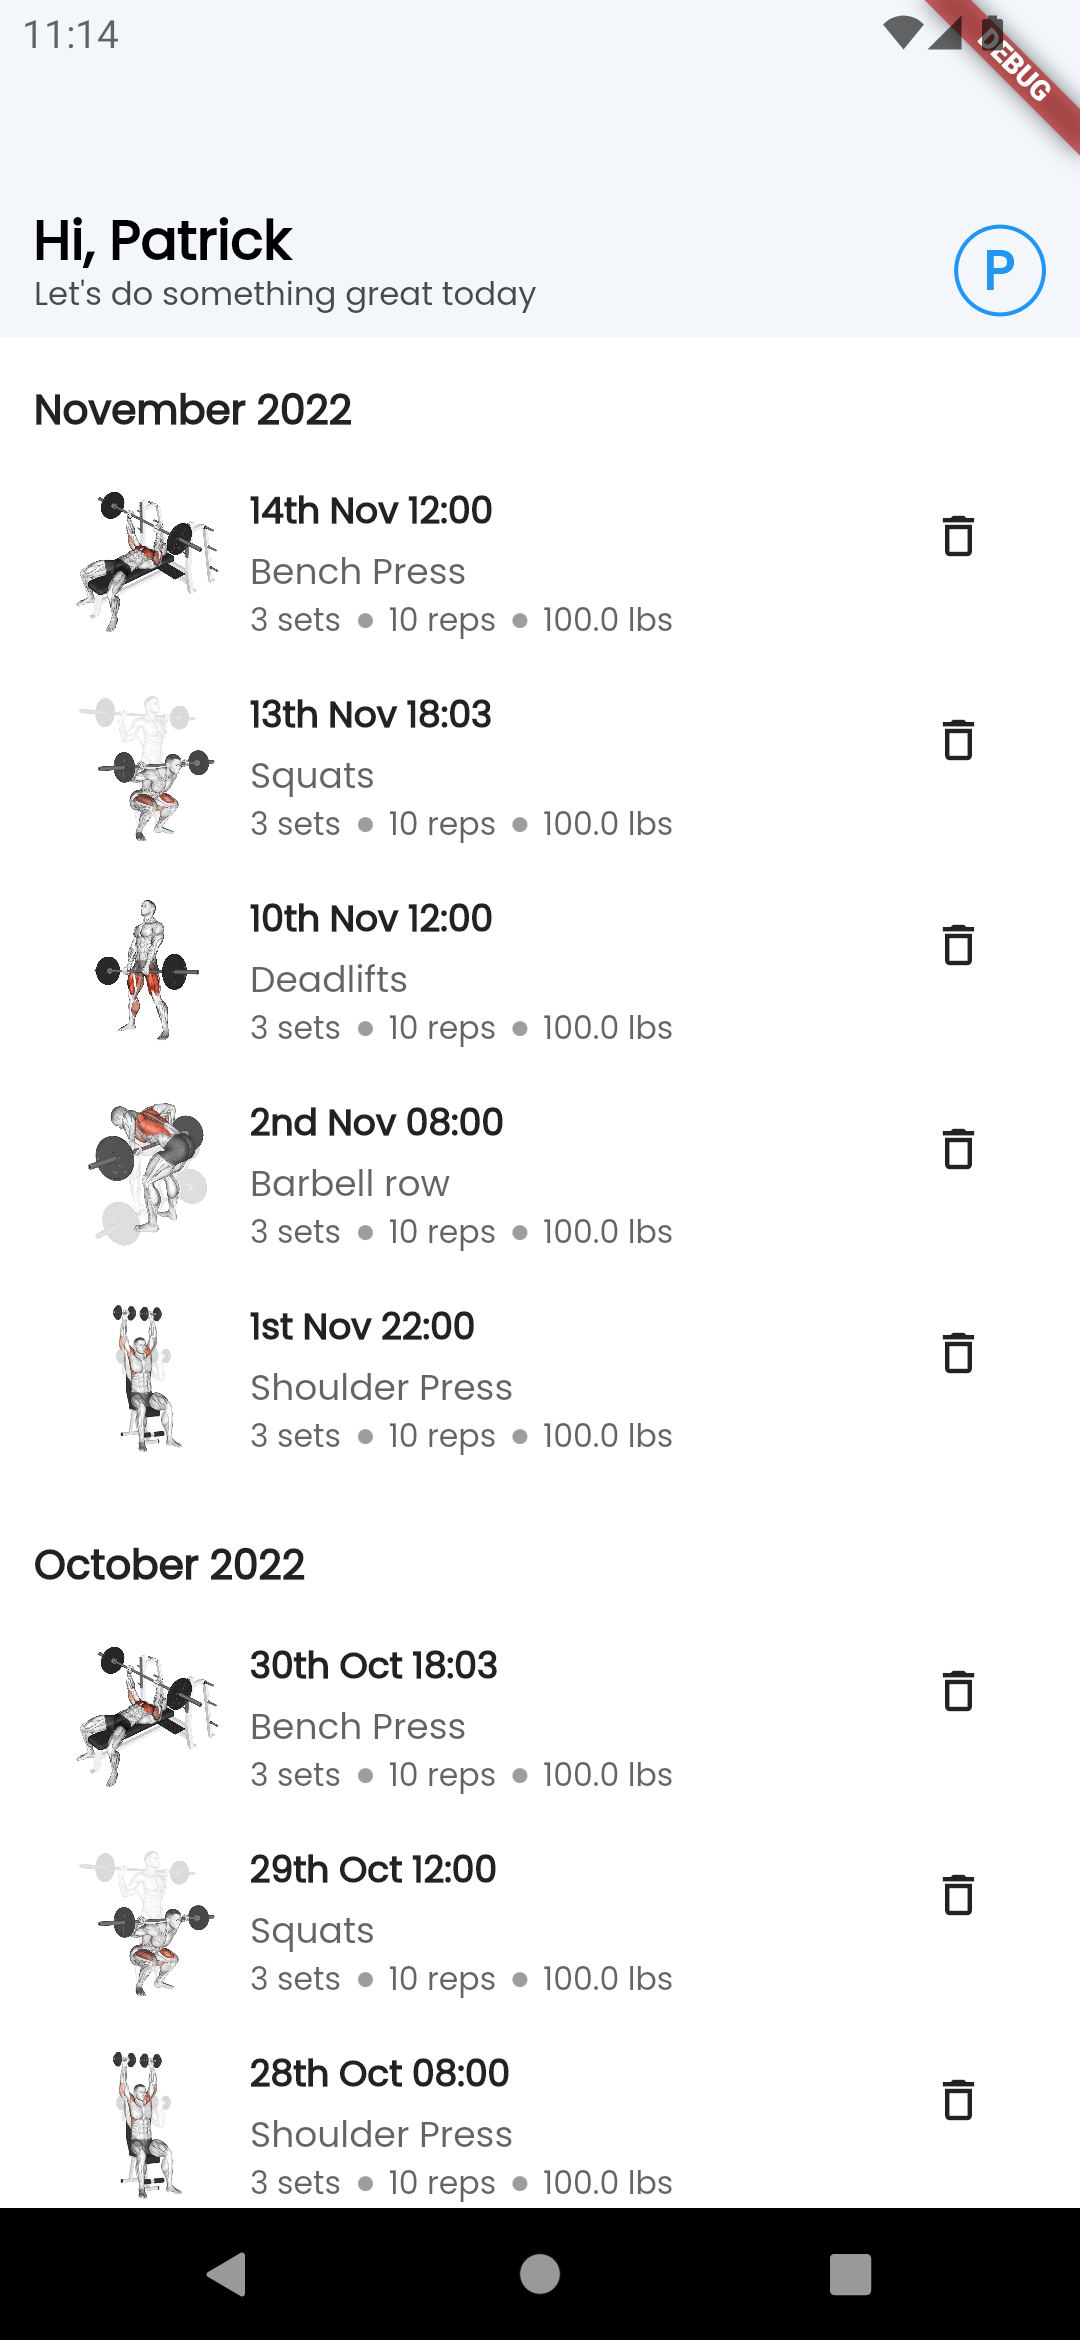 11:14
DEBUG
Hi, Patrick
P
Let's do something great today
November 2022
14th Nov 12:00
Bench Press
3 sets ● 10 reps ● 100.0 lbs
13th Nov 18:03
Squats
3 sets ● 10 reps ● 100.0 lbs
10th Nov 12:00
Deadlifts
3 sets ● 10 reps ● 100.0 lbs
2nd Nov 08:00
Barbell row
3 sets ● 10 reps ● 100.0 lbs
1st Nov 22:00
Shoulder Press
3 sets ● 10 reps ● 100.0 lbs
October 2022
30th Oct 18:03
Bench Press
3 sets ● 10 reps ● 100.0 lbs
29th Oct 12:00
Squats
3 sets ● 10 reps ● 100.0 lbs
28th Oct 08:00
Shoulder Press
3 sets ● 10 reps ● 100.0 lbs